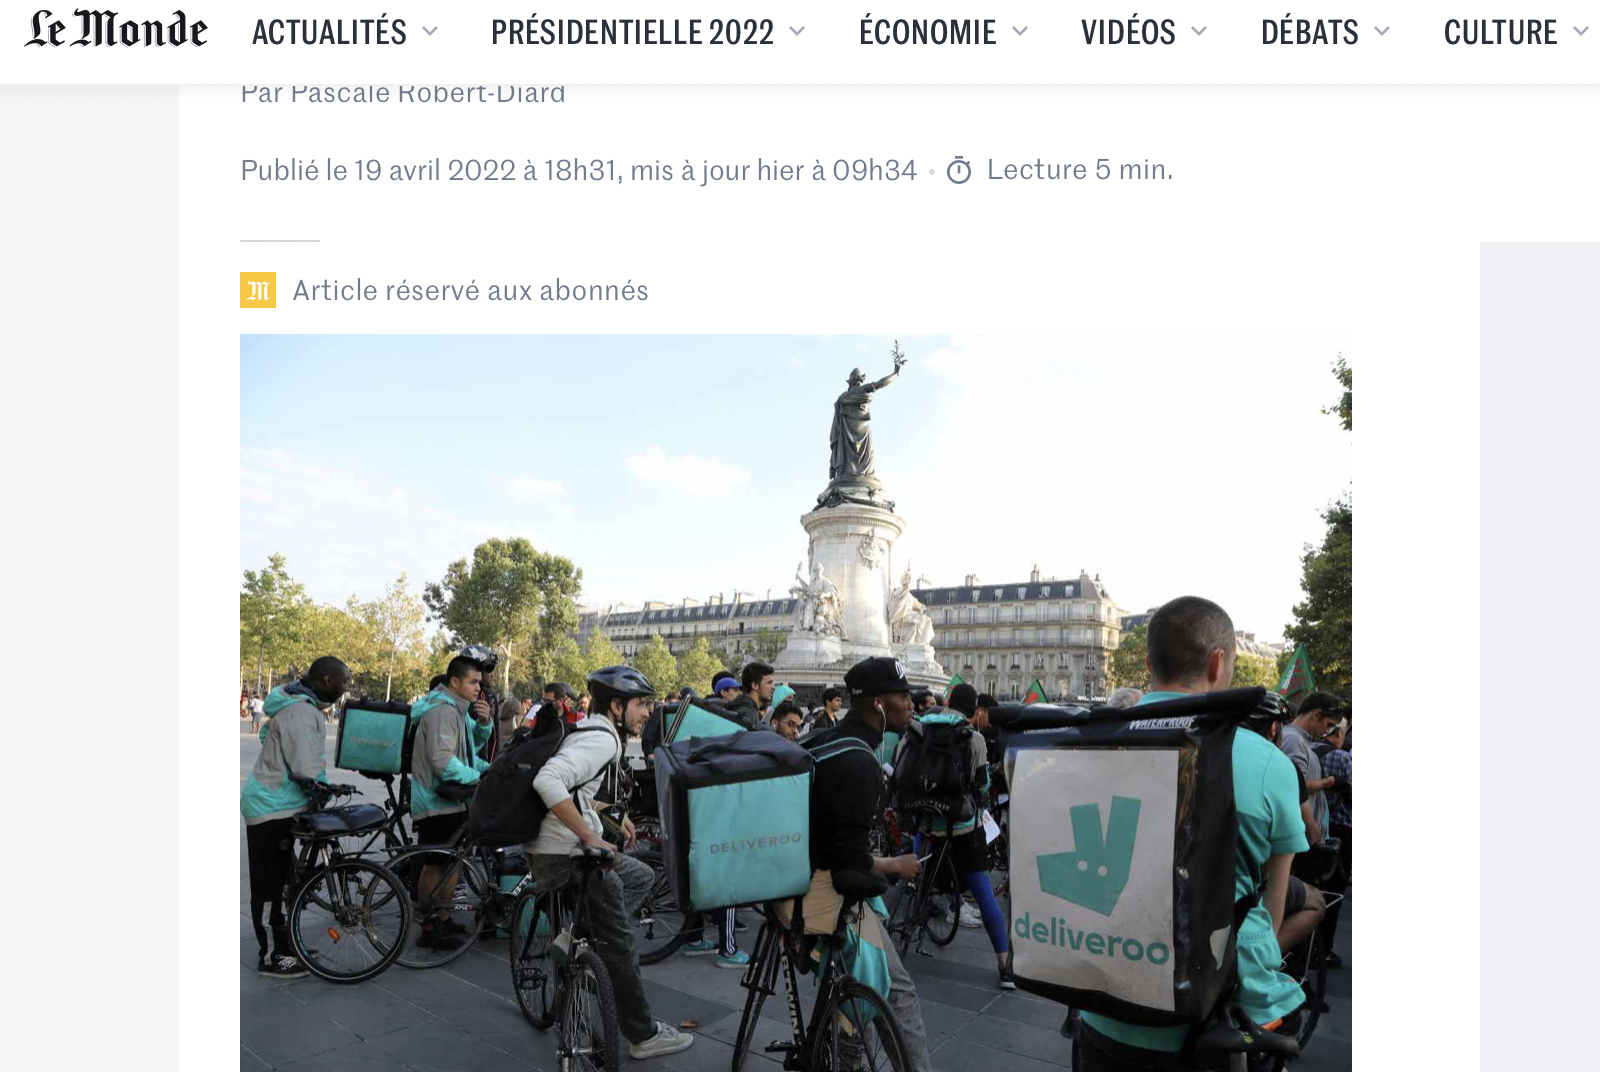 Le Monde ACTUALITÉS PRÉSIDENTIELLE 2022 ÉCONOMIE VIDÉOS DÉBATS CULTURE
Par Pascale Robert-Diard
Publié le 19 avril 2022 à 18h31, mis à jour hier à 09h34 • Lecture 5 min.
M Article réservé aux abonnés
WATERPROOF
deliveroo
DELIVEROO
deliveroo